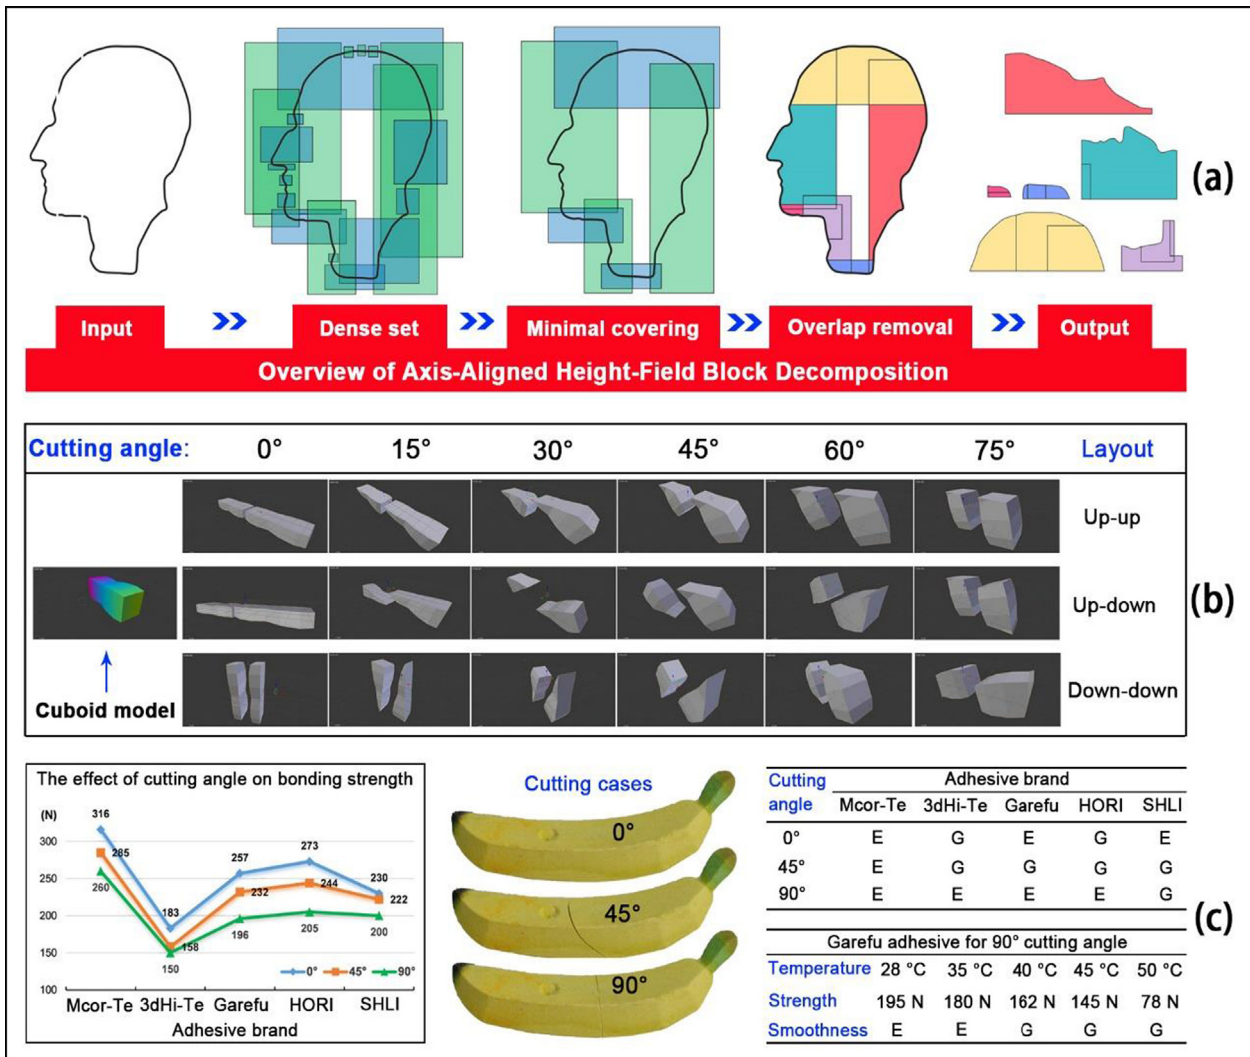 (a)
Input
Dense set
Minimal covering
Overlap removal
Output
Overview of Axis-Aligned Height-Field Block Decomposition
Cutting angle: 0° 15° 30° 45° 60° 75° Layout
Up-up
Up-down
(b)
Down-down
Cuboid model
The effect of cutting angle on bonding strength
(N)
316
300
285
273
257
260
250
244
232
230
222
200
183
196
205
200
158
150
150
0° 45° 90°
100
Mcor-Te 3dHi-Te Garefu HORI SHLI
Adhesive brand
Cutting cases
0°
45°
90°
Cutting angle Adhesive brand
Mcor-Te 3dHi-Te Garefu HORI SHLI
0° E G E G E
45° E G G G G
90° E E E E G
(c)
Garefu adhesive for 90° cutting angle
Temperature 28 °C 35 °C 40 °C 45 °C 50 °C
Strength 195 N 180 N 162 N 145 N 78 N
Smoothness E E G G G